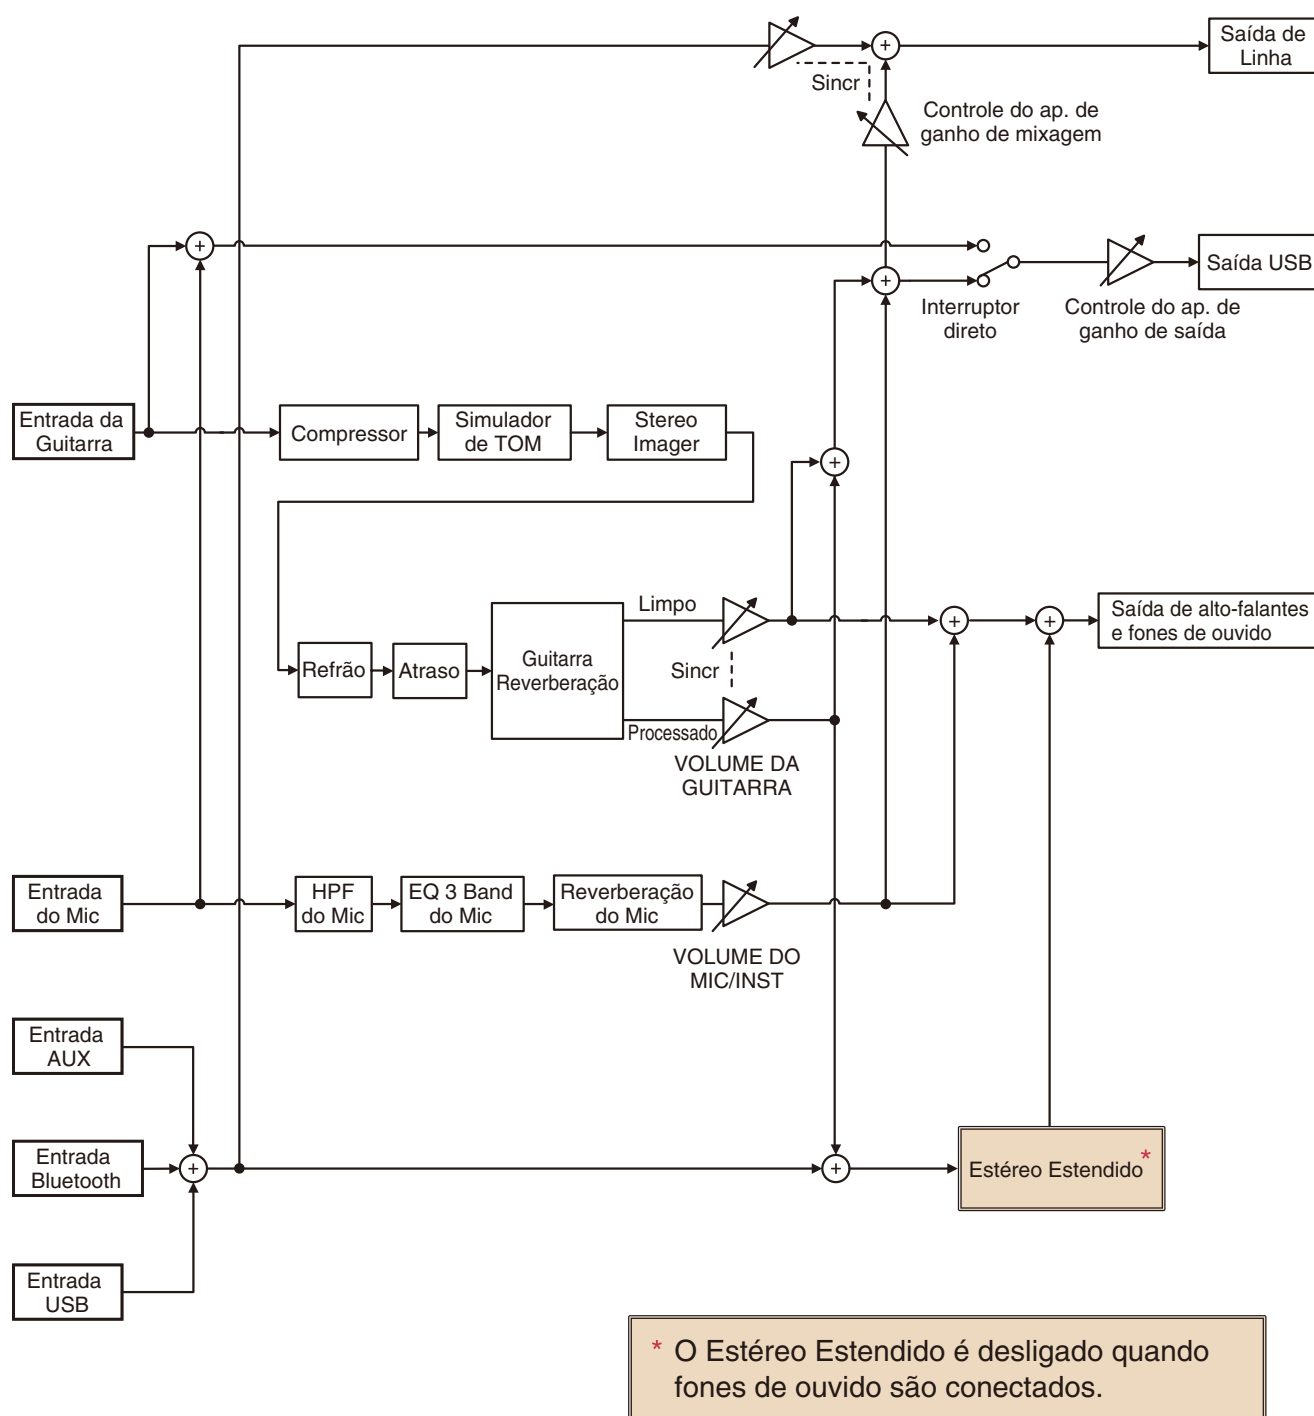 Saída de
Linha
Sincr
Controle do ap. de
ganho de mixagem
Saída USB
Interruptor
direto
Controle do ap. de
ganho de saída
Entrada da
Guitarra
Compressor
Simulador
de TOM
Stereo
Imager
Limpo
Saída de alto-falantes
e fones de ouvido
Refrão
Atraso
Guitarra
Reverberação
Sincr
Processado
VOLUME DA
GUITARRA
Entrada
do Mic
HPF
do Mic
EQ 3 Band
do Mic
Reverberação
do Mic
VOLUME DO
MIC/INST
Entrada
AUX
Entrada
Bluetooth
Estéreo Estendido*
Entrada
USB
* O Estéreo Estendido é desligado quando
fones de ouvido são conectados.